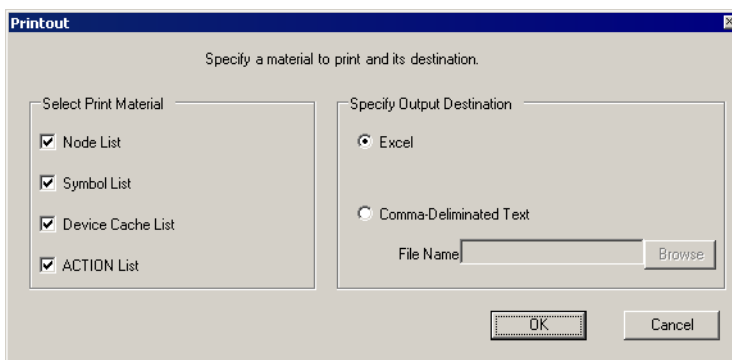 Printout
Specify a material to print and its destination.
Select Print Material
Node List
Symbol List
Device Cache List
ACTION List
Specify Output Destination
Excel
Comma-Deliminated Text
File Name
Browse
OK
Cancel